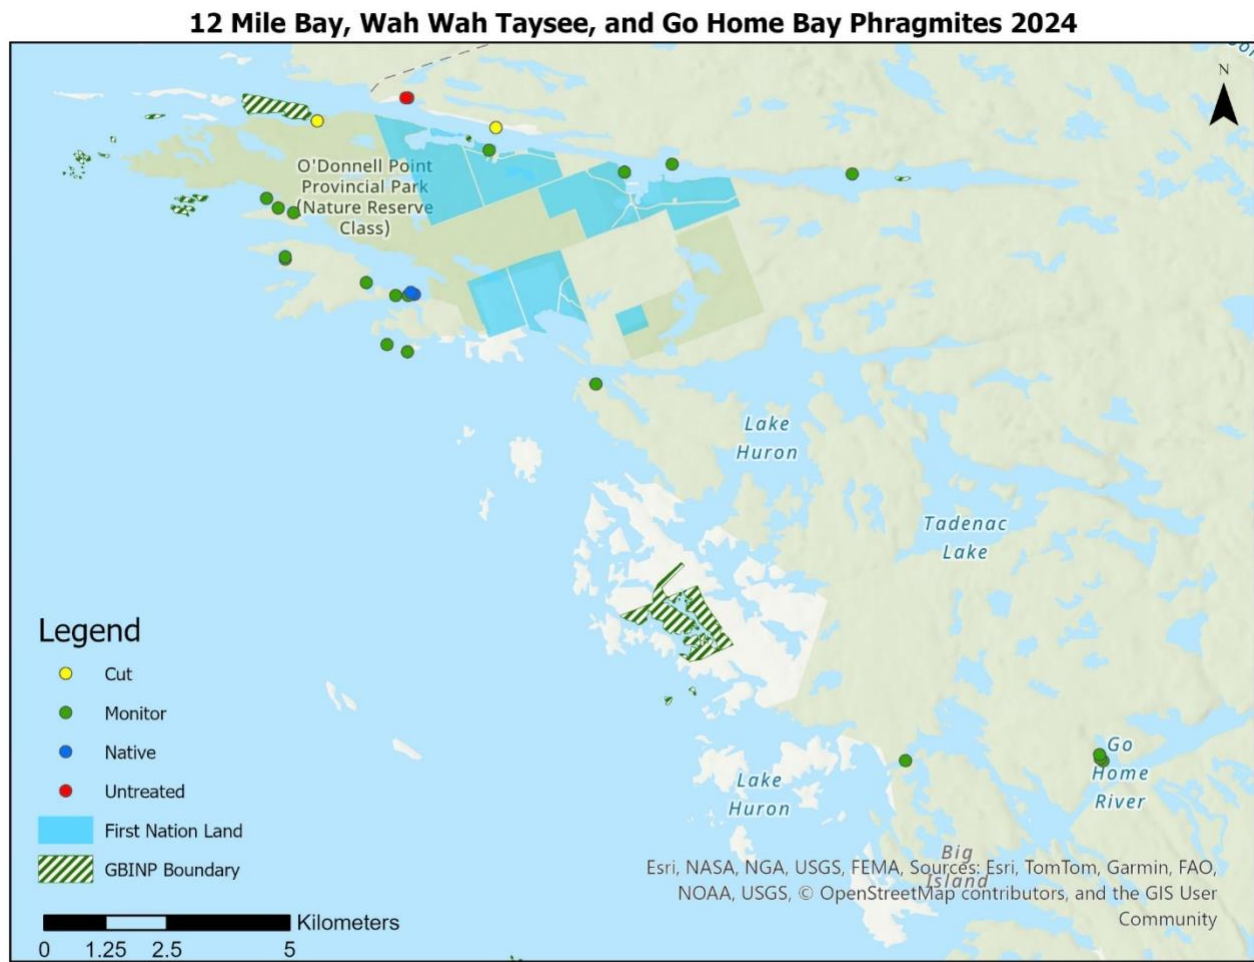 12 Mile Bay, Wah Wah Taysee, and Go Home Bay Phragmites 2024
N
O'Donnell Point
Provincial Park
(Nature Reserve
Class)
Lake
Huron
Tadenac
Lake
Legend
Cut
Monitor
Native
Untreated
First Nation Land
GBINP Boundary
Kilometers
0 1.25 2.5 5
Go
Home
River
Lake
Huron
Big
Island
Esri, NASA, NGA, USGS, FEMA, Sources: Esri, TomTom, Garmin, FAO,
NOAA, USGS, © OpenStreetMap contributors, and the GIS User
Community